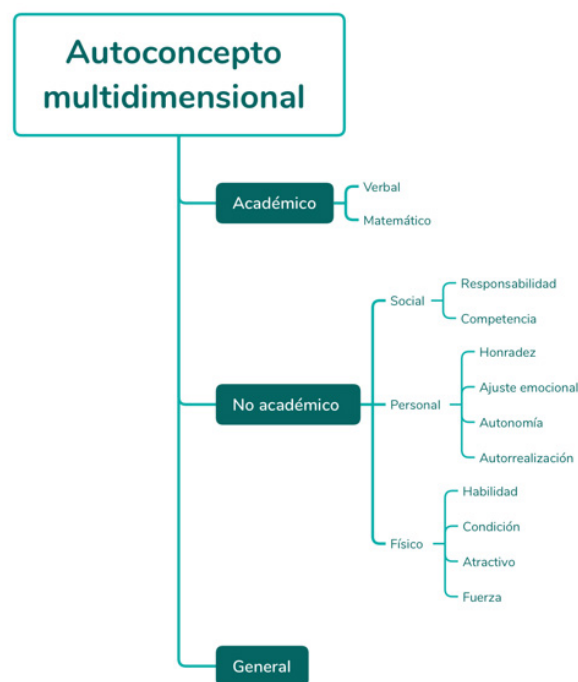 Autoconcepto
multidimensional
Académico
Verbal
Matemático
No académico
Social
Responsabilidad
Competencia
Personal
Honradez
Ajuste emocional
Autonomía
Autorrealización
Físico
Habilidad
Condición
Atractivo
Fuerza
General